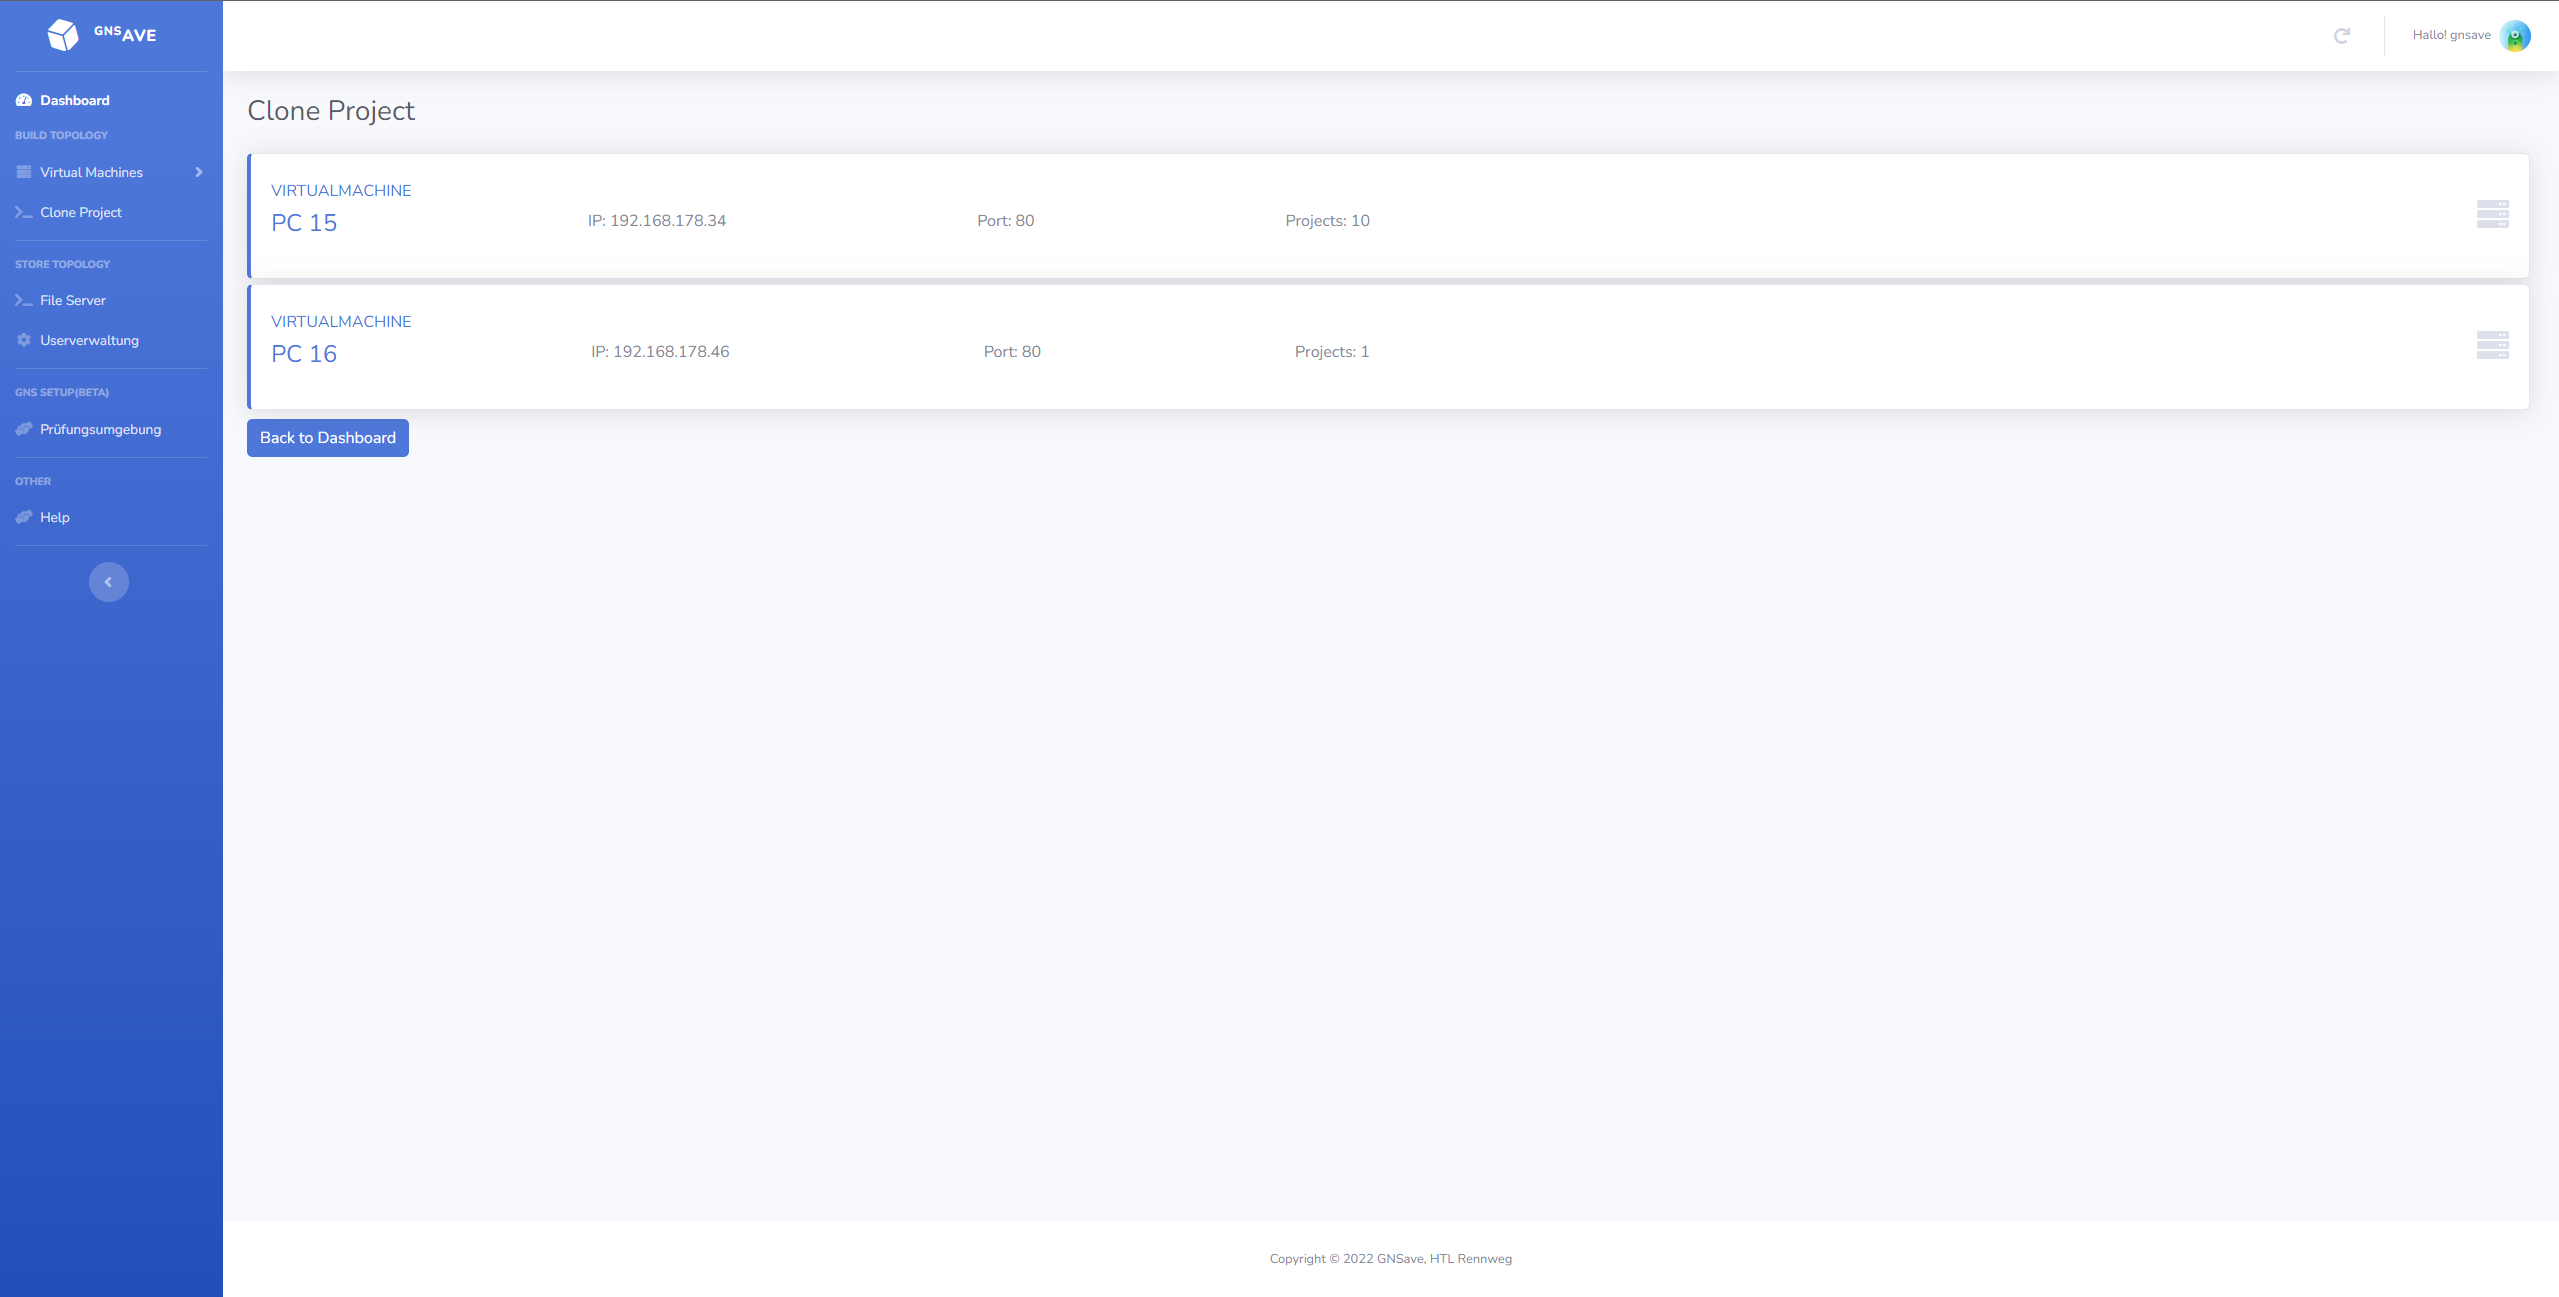 GNSAVE
Dashboard
BUILD TOPOLOGY
Virtual Machines
Clone Project
STORE TOPOLOGY
File Server
Userverwaltung
GNS SETUP(BETA)
Prüfungsumgebung
OTHER
Help
Hallo! gnsave
Clone Project
VIRTUALMACHINE
PC 15 IP: 192.168.178.34 Port: 80 Projects: 10
VIRTUALMACHINE
PC 16 IP: 192.168.178.46 Port: 80 Projects: 1
Back to Dashboard
Copyright © 2022 GNSave, HTL Rennweg